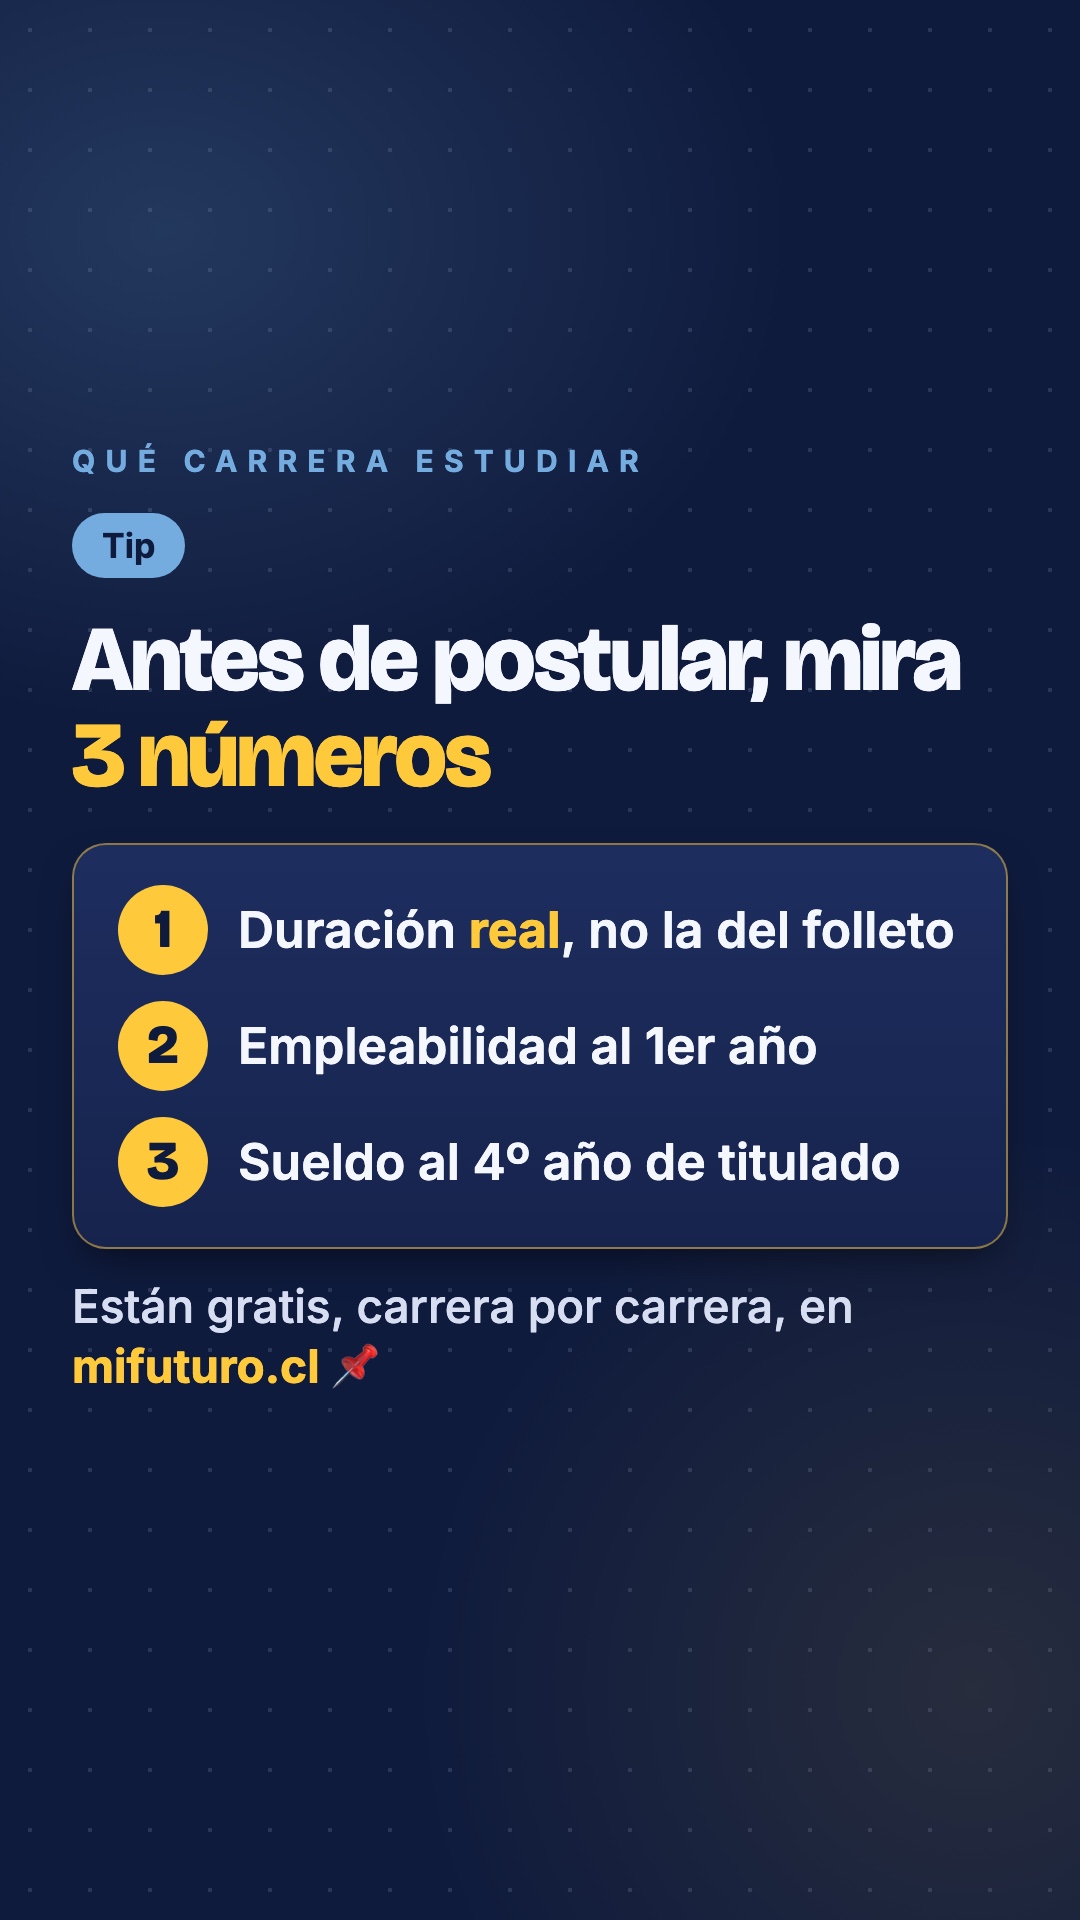 QUÉ CARRERA ESTUDIAR
Tip
Antes de postular, mira
3 números
1 Duración real, no la del folleto
2 Empleabilidad al 1er año
3 Sueldo al 4º año de titulado
Están gratis, carrera por carrera, en
mifuturo.cl 📌